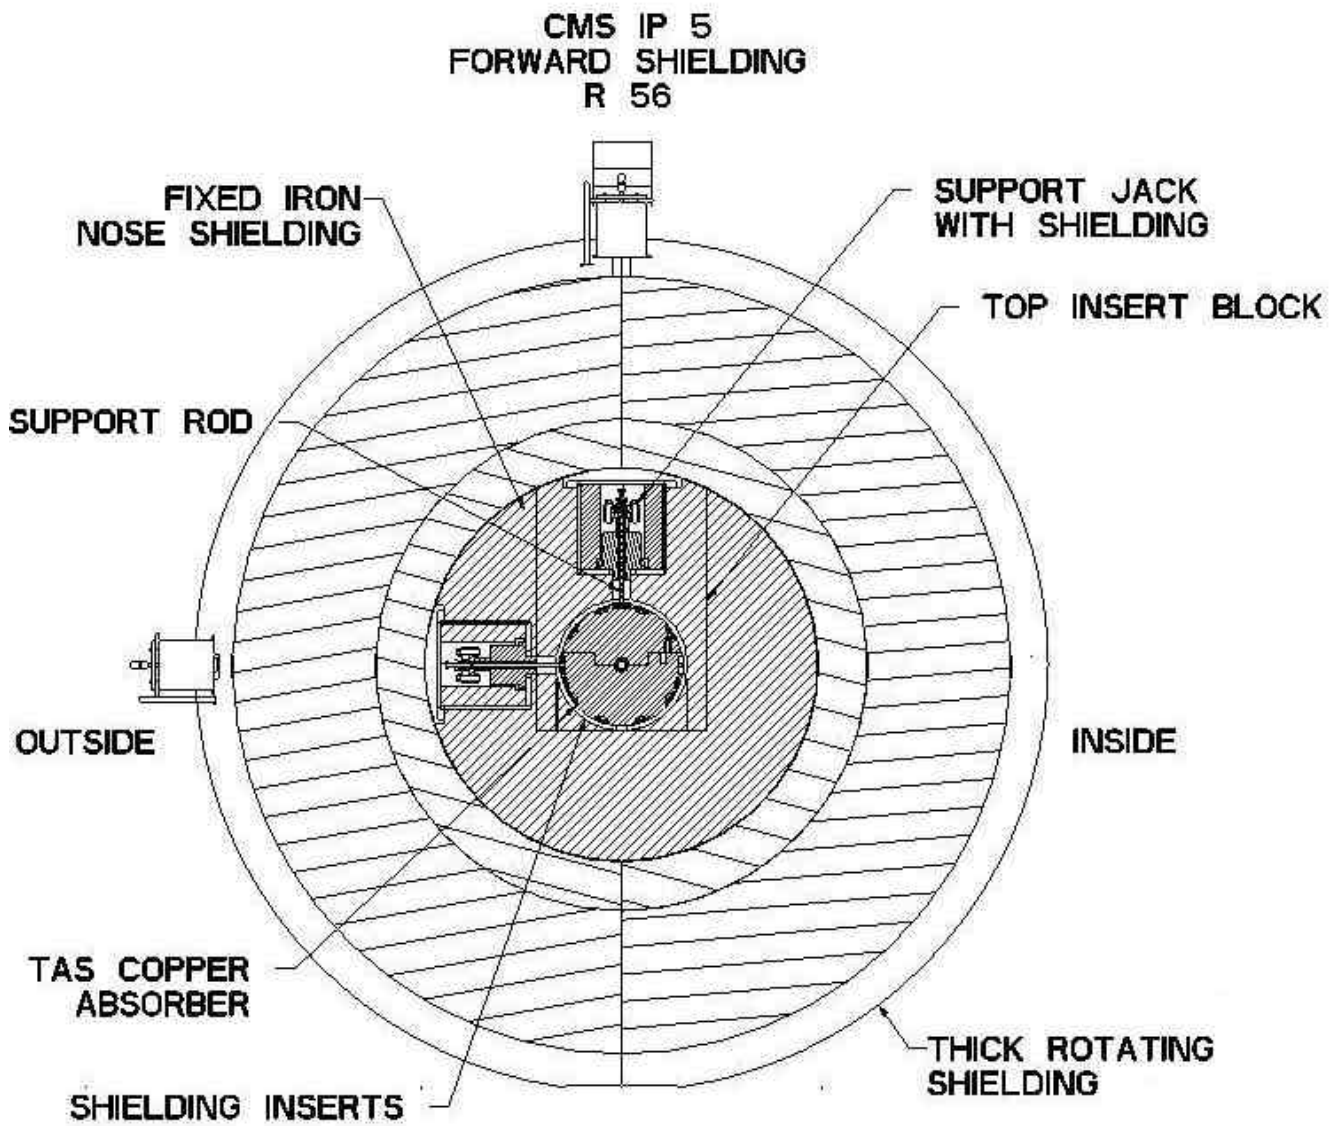 CMS IP 5
FORWARD SHIELDING
R 56
FIXED IRON
NOSE SHIELDING
SUPPORT JACK
WITH SHIELDING
TOP INSERT BLOCK
SUPPORT ROD
OUTSIDE
INSIDE
TAS COPPER
ABSORBER
THICK ROTATING
SHIELDING
SHIELDING INSERTS